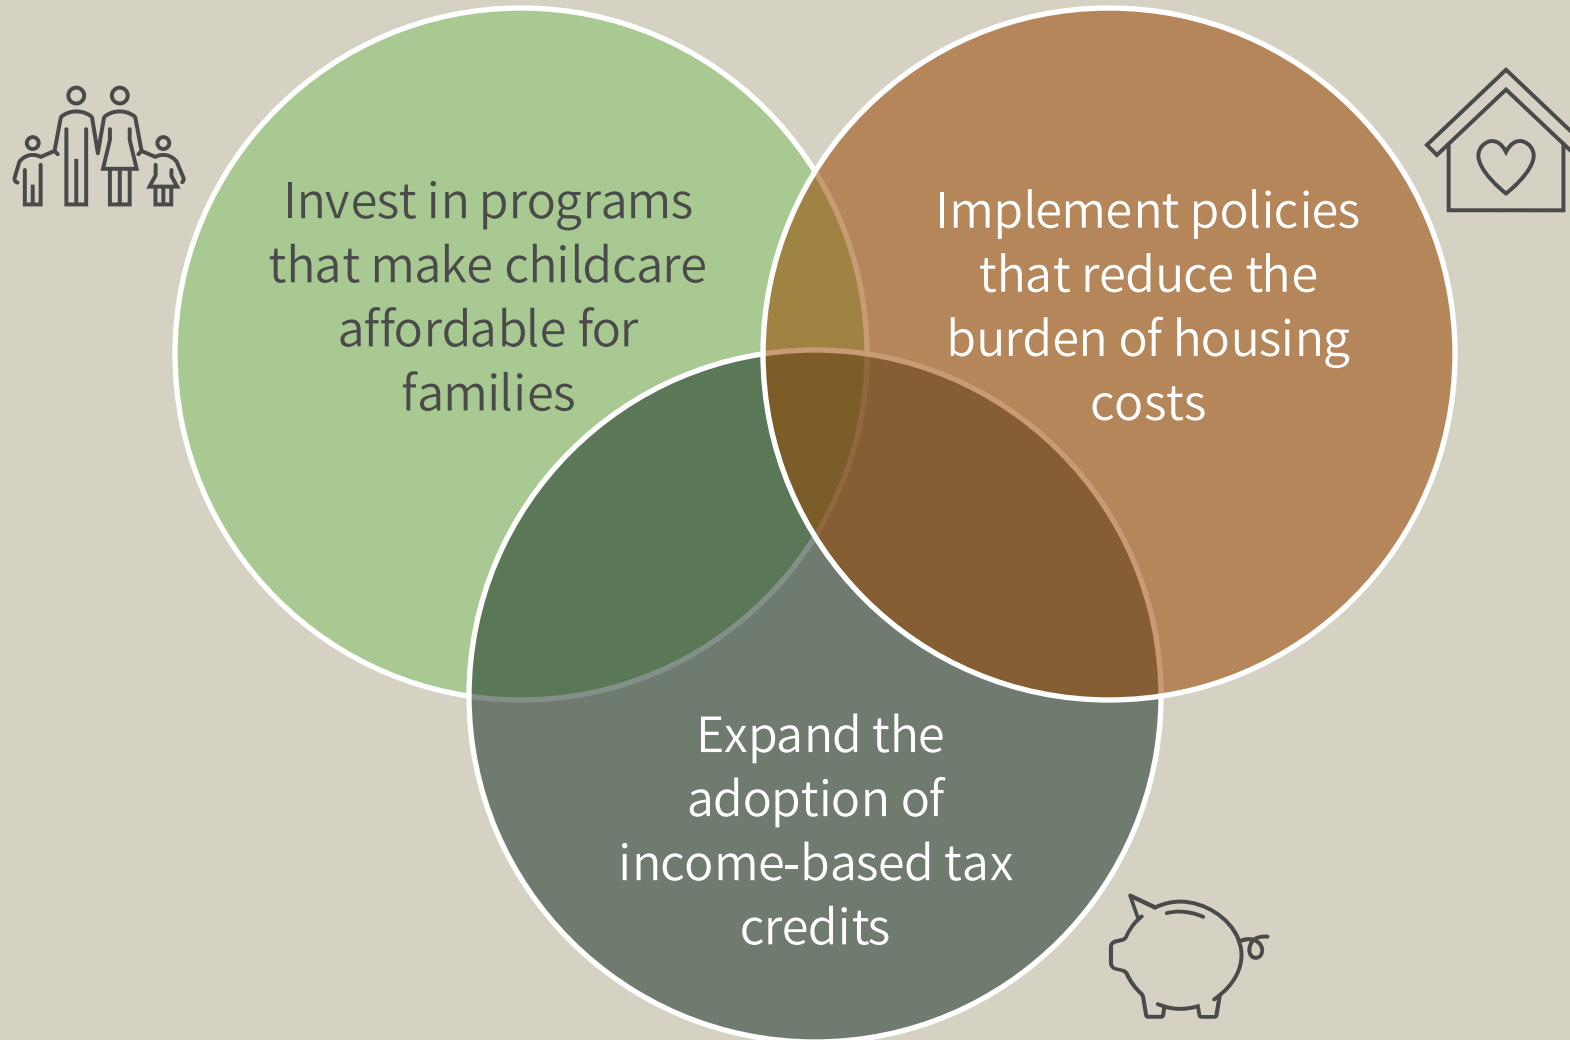 Invest in programs
that make childcare
affordable for
families
Implement policies
that reduce the
burden of housing
costs
Expand the
adoption of
income-based tax
credits